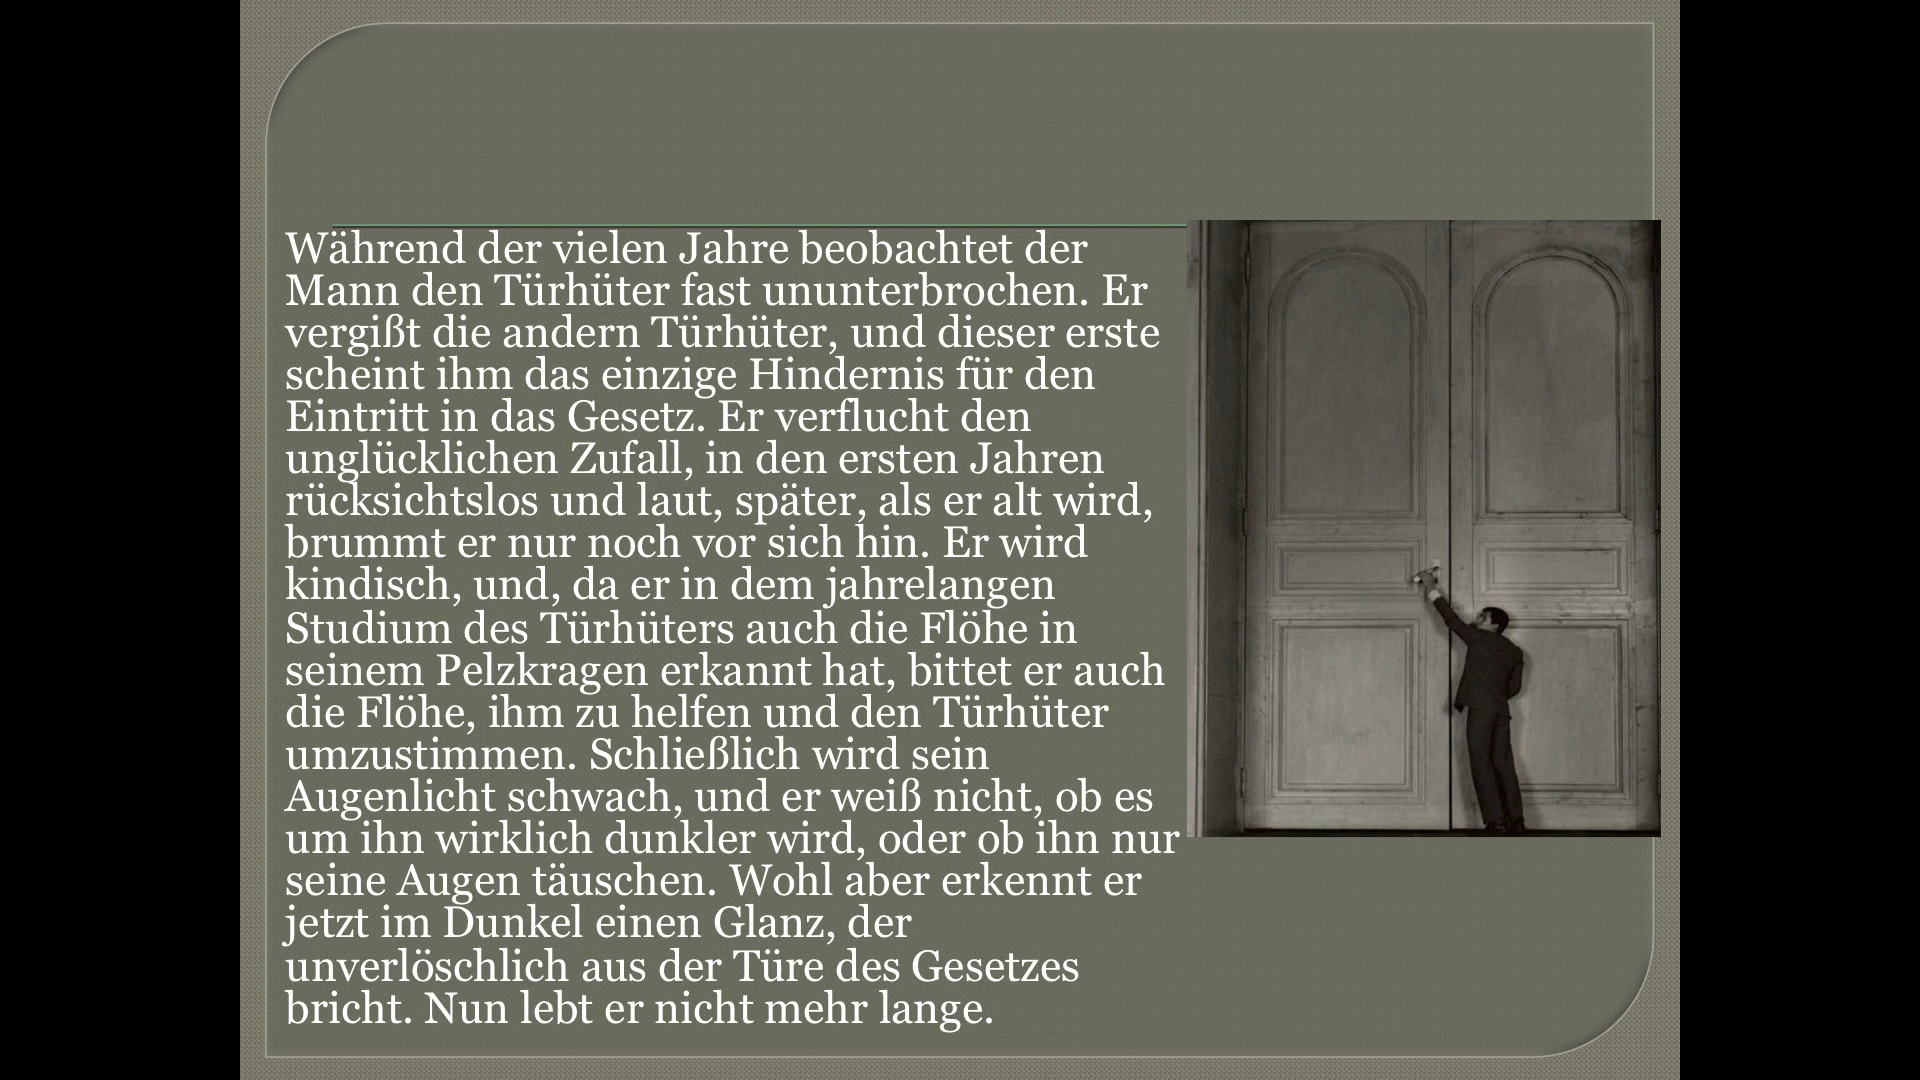 Während der vielen Jahre beobachtet der
Mann den Türhüter fast ununterbrochen. Er
vergißt die andern Türhüter, und dieser erste
scheint ihm das einzige Hindernis für den
Eintritt in das Gesetz. Er verflucht den
unglücklichen Zufall, in den ersten Jahren
rücksichtslos und laut, später, als er alt wird,
brummt er nur noch vor sich hin. Er wird
kindisch, und, da er in dem jahrelangen
Studium des Türhüters auch die Flöhe in
seinem Pelzkragen erkannt hat, bittet er auch
die Flöhe, ihm zu helfen und den Türhüter
umzustimmen. Schließlich wird sein
Augenlicht schwach, und er weiß nicht, ob es
um ihn wirklich dunkler wird, oder ob ihn nur
seine Augen täuschen. Wohl aber erkennt er
jetzt im Dunkel einen Glanz, der
unverlöschlich aus der Türe des Gesetzes
bricht. Nun lebt er nicht mehr lange.